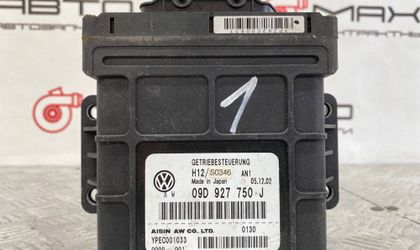 АВТО
MAX
1
GETRIEBESTEUERUNG
H12/S0346 AN1
Made in Japan 05.12.02
09D 927 750 J
AISIN AW CO. LTD. 0130
YPEC001033